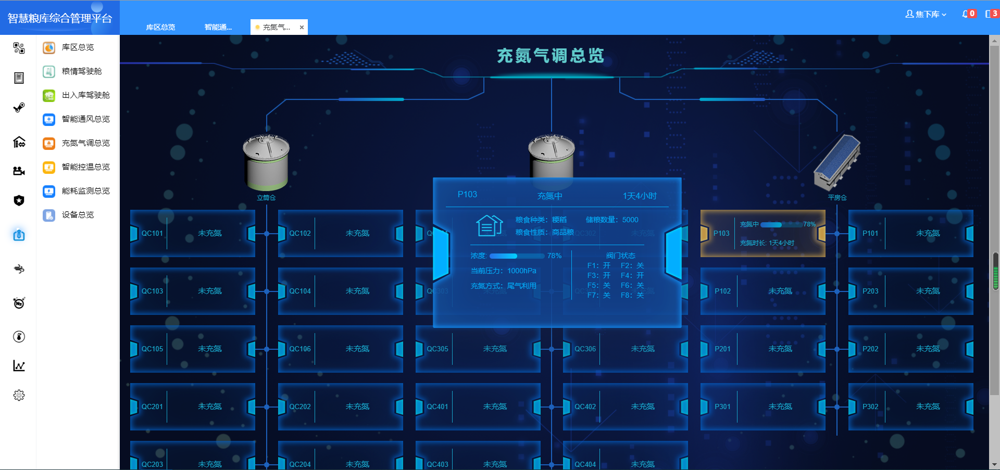 智慧粮库综合管理平台
库区总览
智能通...
充氮气...
焦下库
0
3
库区总览
粮情驾驶舱
出入库驾驶舱
智能通风总览
充氮气调总览
智能控温总览
能耗监测总览
设备总览
充氮气调总览
立筒仓
平房仓
P103 充氮中 1天4小时
粮食种类：粳稻 储粮数量：5000
粮食性质：商品粮
浓度: 78%
当前压力：1000hPa
充氮方式：尾气利用
阀门状态
F1：开 F2：关
F3：开 F4：开
F5：关 F6：关
F7：关 F8：关
QC101 未充氮
QC102 未充氮
QC302
P103 充氮中 78%
充氮时长: 1天4小时
P101 未充氮
QC103 未充氮
QC104 未充氮
QC303
P102 未充氮
P203 未充氮
QC105 未充氮
QC106 未充氮
QC305 未充氮
QC306 未充氮
P201 未充氮
P202 未充氮
QC201 未充氮
QC202 未充氮
QC401 未充氮
QC402 未充氮
P301 未充氮
P302 未充氮
QC203 未充氮
QC204 未充氮
QC403 未充氮
QC404 未充氮
N2